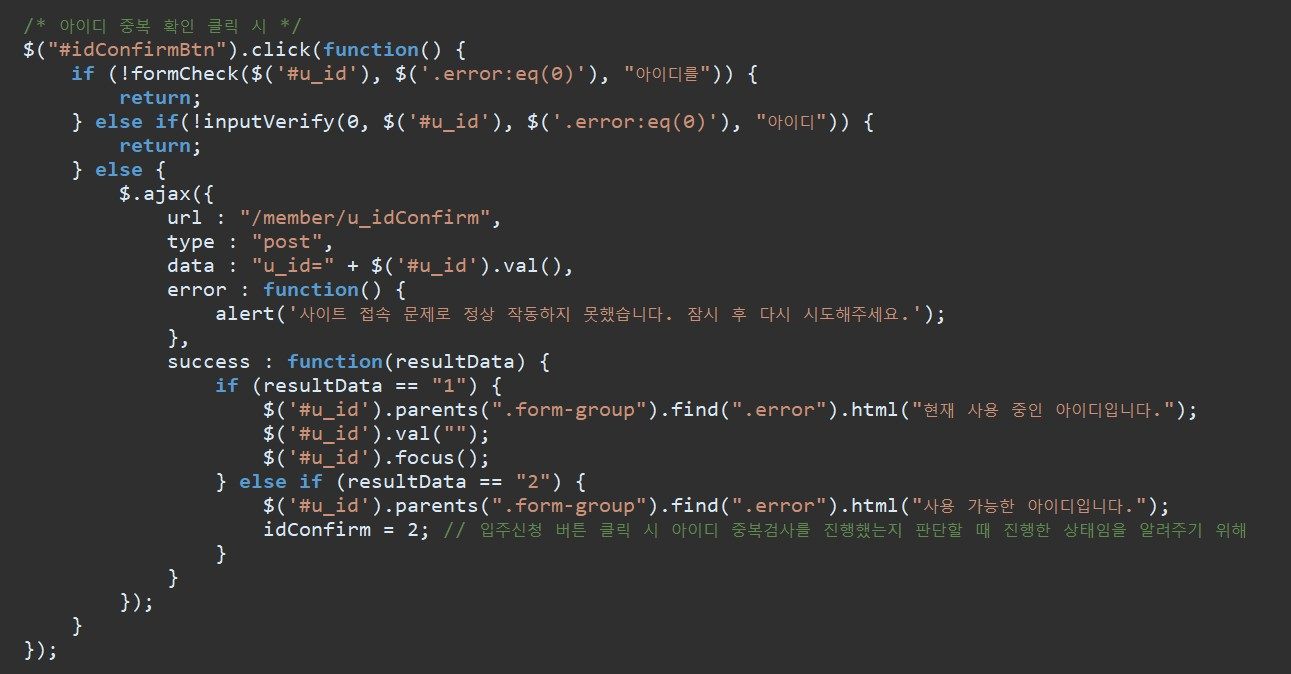 /* 아이디 중복 확인 클릭 시 */
$("#idConfirmBtn").click(function() {
    if (!formCheck($('#u_id'), $('.error:eq(0)'), "아이디를")) {
        return;
    } else if(!inputVerify(0, $('#u_id'), $('.error:eq(0)'), "아이디")) {
        return;
    } else {
        $.ajax({
            url : "/member/u_idConfirm",
            type : "post",
            data : "u_id=" + $('#u_id').val(),
            error : function() {
                alert('사이트 접속 문제로 정상 작동하지 못했습니다. 잠시 후 다시 시도해주세요.');
            },
            success : function(resultData) {
                if (resultData == "1") {
                    $('#u_id').parents(".form-group").find(".error").html("현재 사용 중인 아이디입니다.");
                    $('#u_id').val("");
                    $('#u_id').focus();
                } else if (resultData == "2") {
                    $('#u_id').parents(".form-group").find(".error").html("사용 가능한 아이디입니다.");
                    idConfirm = 2; // 입주신청 버튼 클릭 시 아이디 중복검사를 진행했는지 판단할 때 진행한 상태임을 알려주기 위해
                }
            }
        });
    }
});